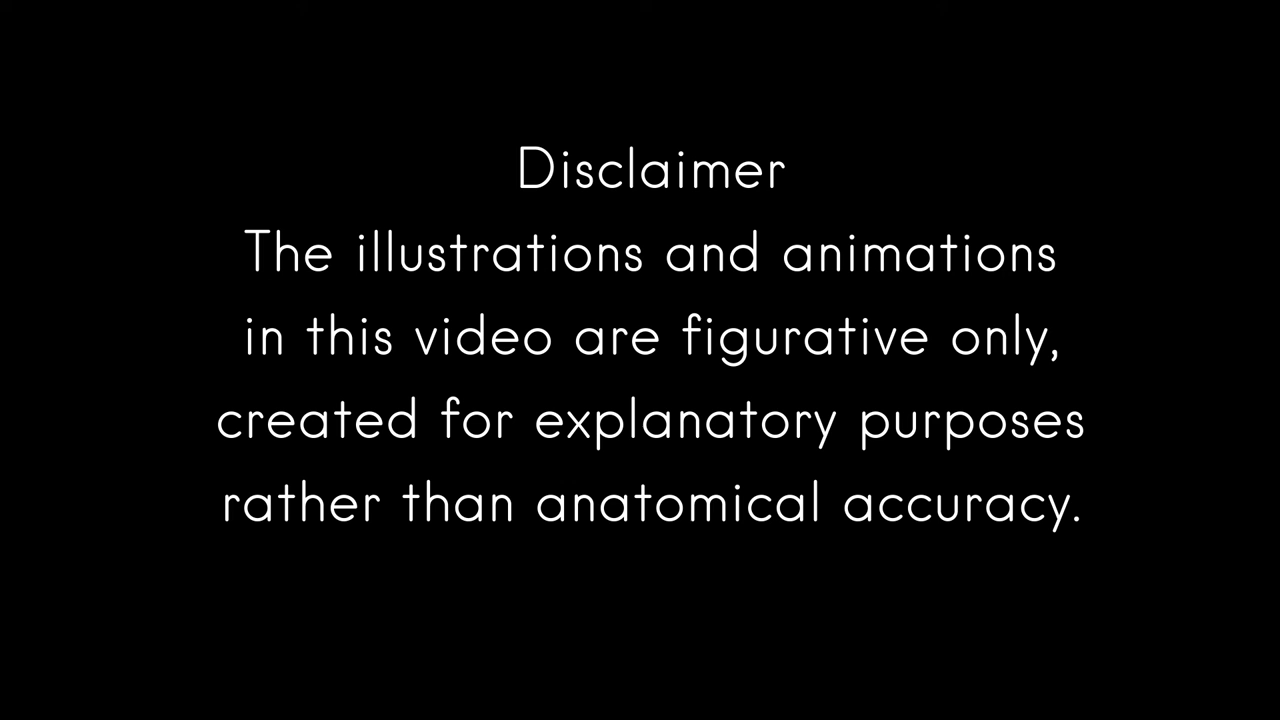 Disclaimer
The illustrations and animations
in this video are figurative only,
created for explanatory purposes
rather than anatomical accuracy.